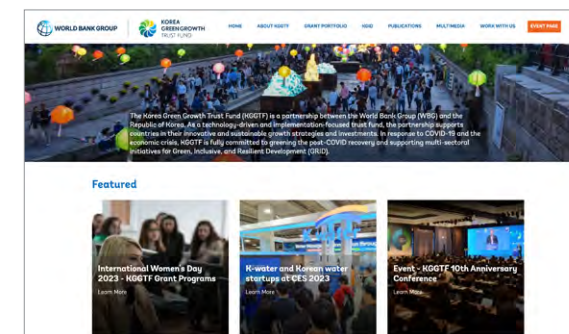 WORLD BANK GROUP
KOREA
GREEN GROWTH
TRUST FUND
HOME ABOUT KGGTF GRANT PORTFOLIO GGID PUBLICATIONS MULTIMEDIA WORK WITH US EVENT PAGE
The Korea Green Growth Trust Fund (KGGTF) is a partnership between the World Bank Group (WBG) and the
Republic of Korea. As a technology-driven and implementation-focused trust fund, the partnership supports
countries in their innovative and sustainable growth strategies and investments. In response to COVID-19 and the
economic crisis, KGGTF is fully committed to greening the post-COVID recovery and supporting multi-sectoral
initiatives for Green, Inclusive, and Resilient Development (GRID).
Featured
International Women's Day
2023 - KGGTF Grant Programs
Learn More
K-water and Korean water
startups at CES 2023
Learn More
Event - KGGTF 10th Anniversary
Conference
Learn More